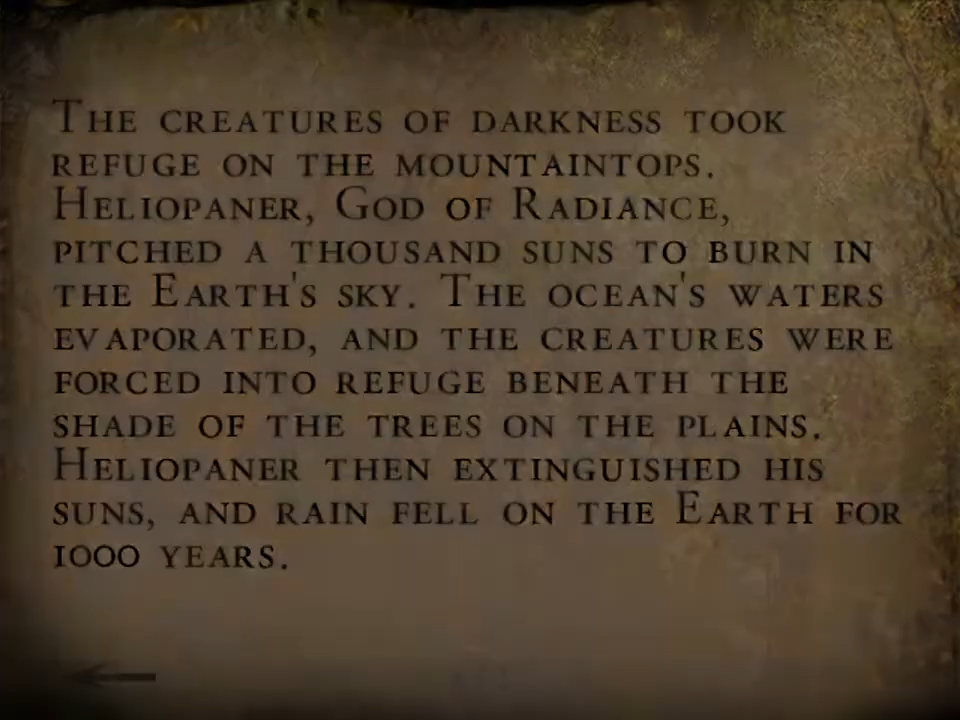 The creatures of darkness took
refuge on the mountaintops.
Heliopaner, God of Radiance,
pitched a thousand suns to burn in
the Earth's sky. The ocean's waters
evaporated, and the creatures were
forced into refuge beneath the
shade of the trees on the plains.
Heliopaner then extinguished his
suns, and rain fell on the Earth for
1000 years.